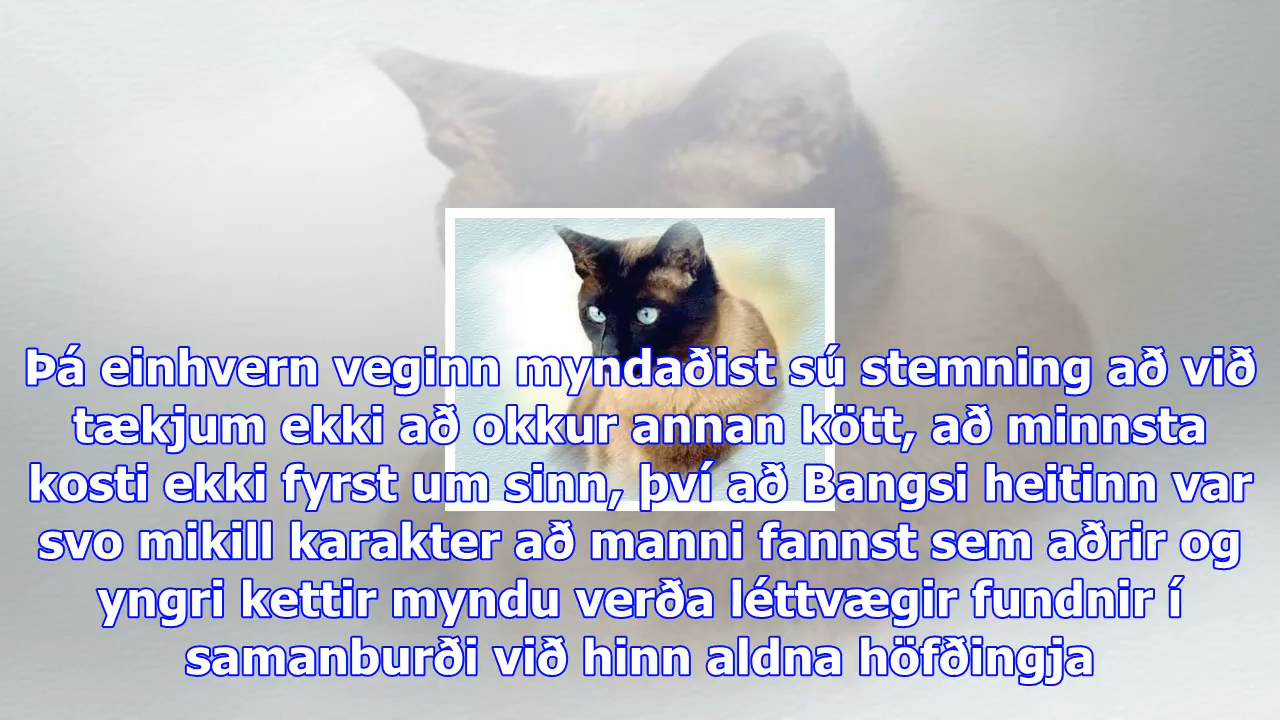 Þá einhvern veginn myndaðist sú stemning að við
tækjum ekki að okkur annan kött, að minnsta
kosti ekki fyrst um sinn, því að Bangsi heitinn var
svo mikill karakter að manni fannst sem aðrir og
yngri kettir myndu verða léttvægir fundnir í
samanburði við hinn aldna höfðingja